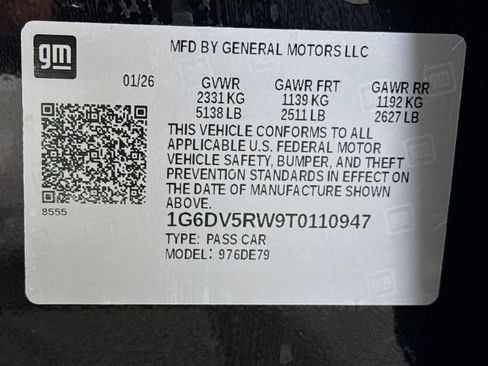 gm
MFD BY GENERAL MOTORS LLC
01/26 GVWR GAWR FRT GAWR RR
2331 KG 1139 KG 1192 KG
5138 LB 2511 LB 2627 LB
THIS VEHICLE CONFORMS TO ALL
APPLICABLE U.S. FEDERAL MOTOR
VEHICLE SAFETY, BUMPER, AND THEFT
PREVENTION STANDARDS IN EFFECT ON
THE DATE OF MANUFACTURE SHOWN
ABOVE.
8555
1G6DV5RW9T0110947
TYPE: PASS CAR
MODEL: 976DE79